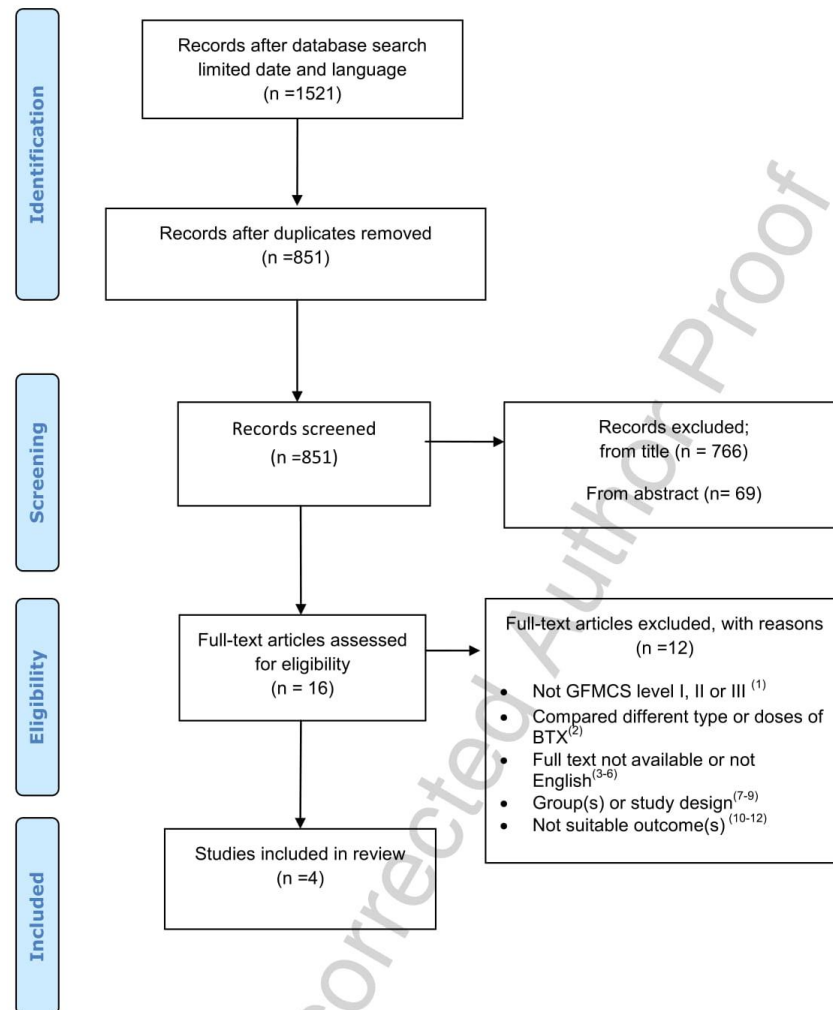 Identification
Records after database search
limited date and language
(n =1521)
Records after duplicates removed
(n =851)
Screening
Records screened
(n =851)
Records excluded;
from title (n = 766)
From abstract (n= 69)
Eligibility
Full-text articles assessed
for eligibility
(n = 16)
Full-text articles excluded, with reasons
(n =12)
• Not GFMCS level I, II or III (1)
• Compared different type or doses of
BTX(2)
• Full text not available or not
English(3-6)
• Group(s) or study design(7-9)
• Not suitable outcome(s) (10-12)
Included
Studies included in review
(n =4)
corrected Author Proof